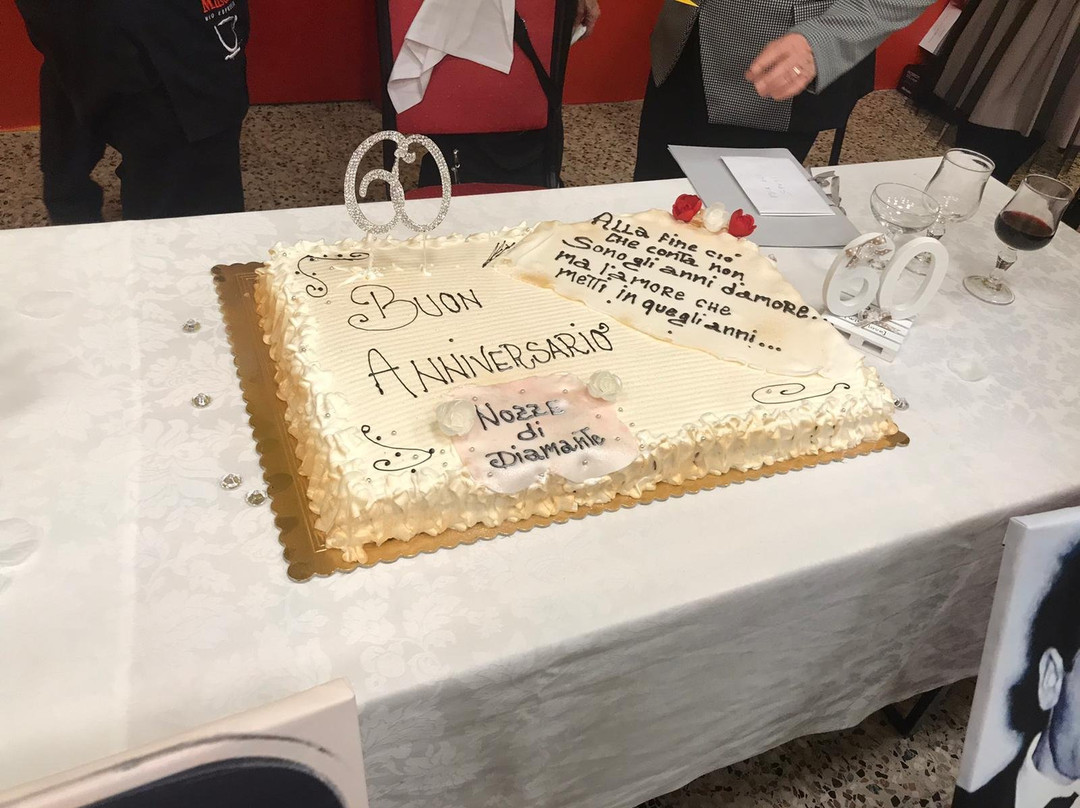 60
Buon
Anniversario
Alla fine ciò
che conta non
sono gli anni d'amore...
ma l'amore che
metti in quegli anni...
Nozze
di
Diamante
60